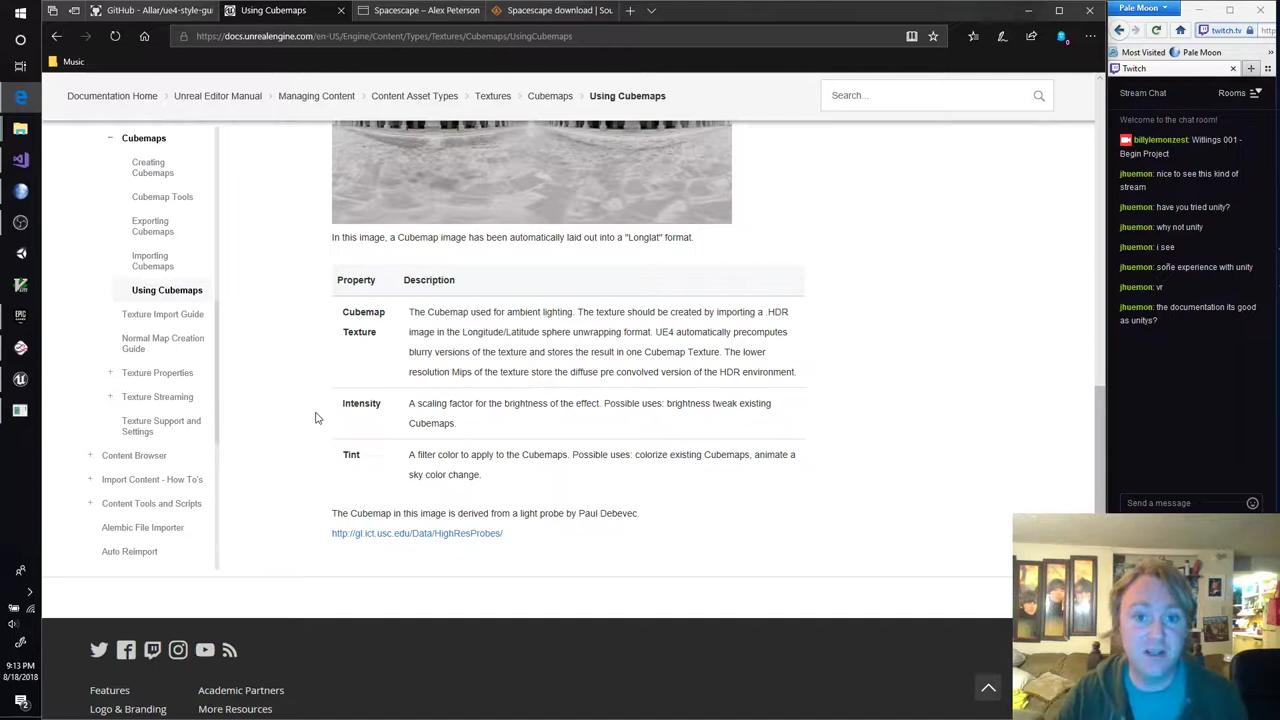 GitHub - Allar/ue4-style-gui
Using Cubemaps
Spacescape – Alex Peterson
Spacescape download | Sou
Pale Moon
https://docs.unrealengine.com/en-US/Engine/Content/Types/Textures/Cubemaps/UsingCubemaps
twitch.tv
http
Most Visited
Pale Moon
Music
Twitch
Documentation Home
Unreal Editor Manual
Managing Content
Content Asset Types
Textures
Cubemaps
Using Cubemaps
Search...
Stream Chat
Rooms
Welcome to the chat room!
billylemonzest: Witlings 001 -
Begin Project
jhuemon: nice to see this kind of
stream
jhuemon: have you tried unity?
jhuemon: why not unity
jhuemon: i see
jhuemon: soñe experience with unity
jhuemon: vr
jhuemon: the documentation its good
as unitys?
Send a message
Cubemaps
Creating
Cubemaps
Cubemap Tools
Exporting
Cubemaps
Importing
Cubemaps
Using Cubemaps
Texture Import Guide
Normal Map Creation
Guide
Texture Properties
Texture Streaming
Texture Support and
Settings
Content Browser
Import Content - How To's
Content Tools and Scripts
Alembic File Importer
Auto Reimport
In this image, a Cubemap image has been automatically laid out into a "Longlat" format.
Property
Description
Cubemap
Texture
The Cubemap used for ambient lighting. The texture should be created by importing a .HDR
image in the Longitude/Latitude sphere unwrapping format. UE4 automatically precomputes
blurry versions of the texture and stores the result in one Cubemap Texture. The lower
resolution Mips of the texture store the diffuse pre convolved version of the HDR environment.
Intensity
A scaling factor for the brightness of the effect. Possible uses: brightness tweak existing
Cubemaps.
Tint
A filter color to apply to the Cubemaps. Possible uses: colorize existing Cubemaps, animate a
sky color change.
The Cubemap in this image is derived from a light probe by Paul Debevec.
http://gl.ict.usc.edu/Data/HighResProbes/
Features
Academic Partners
Logo & Branding
More Resources
EPIC
9:13 PM
8/18/2018
2